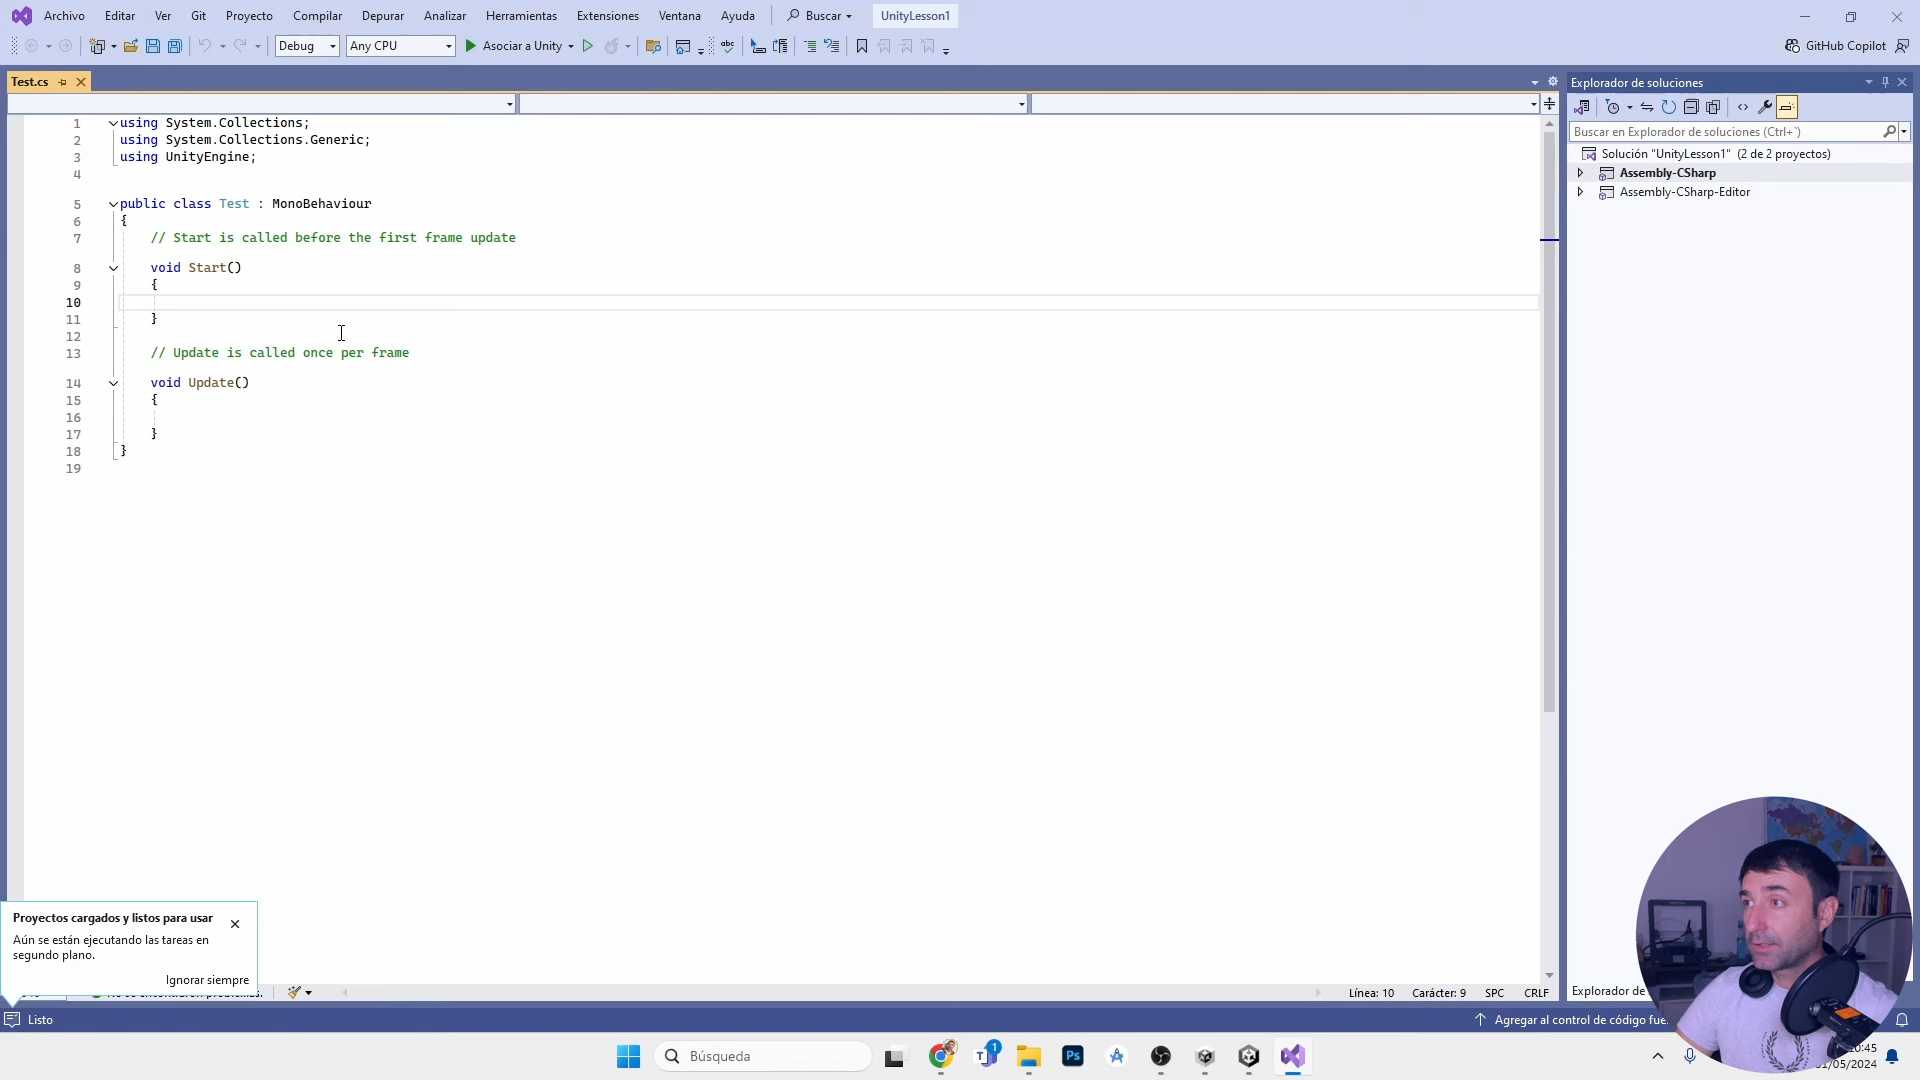 Archivo Editar Ver Git Proyecto Compilar Depurar Analizar Herramientas Extensiones Ventana Ayuda Buscar UnityLesson1
Debug Any CPU Asociar a Unity GitHub Copilot
Test.cs
Explorador de soluciones
Buscar en Explorador de soluciones (Ctrl+`)
Solución "UnityLesson1" (2 de 2 proyectos)
Assembly-CSharp
Assembly-CSharp-Editor
1 using System.Collections;
2 using System.Collections.Generic;
3 using UnityEngine;
4
5 public class Test : MonoBehaviour
6 {
7 // Start is called before the first frame update
8 void Start()
9 {
10
11 }
12
13 // Update is called once per frame
14 void Update()
15 {
16
17 }
18 }
19
Proyectos cargados y listos para usar
Aún se están ejecutando las tareas en
segundo plano.
Ignorar siempre
Línea: 10 Carácter: 9 SPC CRLF
Explorador de
Listo
Agregar al control de código fue
Búsqueda
1
Ps